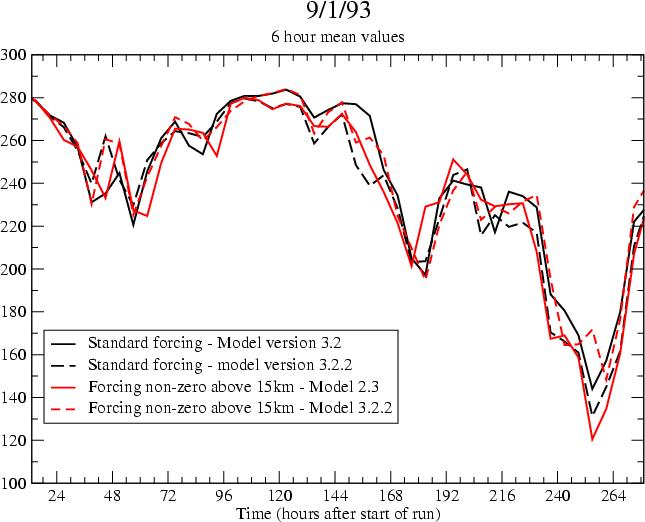 9/1/93
6 hour mean values
300
280
260
240
220
200
180
160
140
120
100
Standard forcing - Model version 3.2
Standard forcing - model version 3.2.2
Forcing non-zero above 15km - Model 2.3
Forcing non-zero above 15km - Model 3.2.2
24 48 72 96 120 144 168 192 216 240 264
Time (hours after start of run)